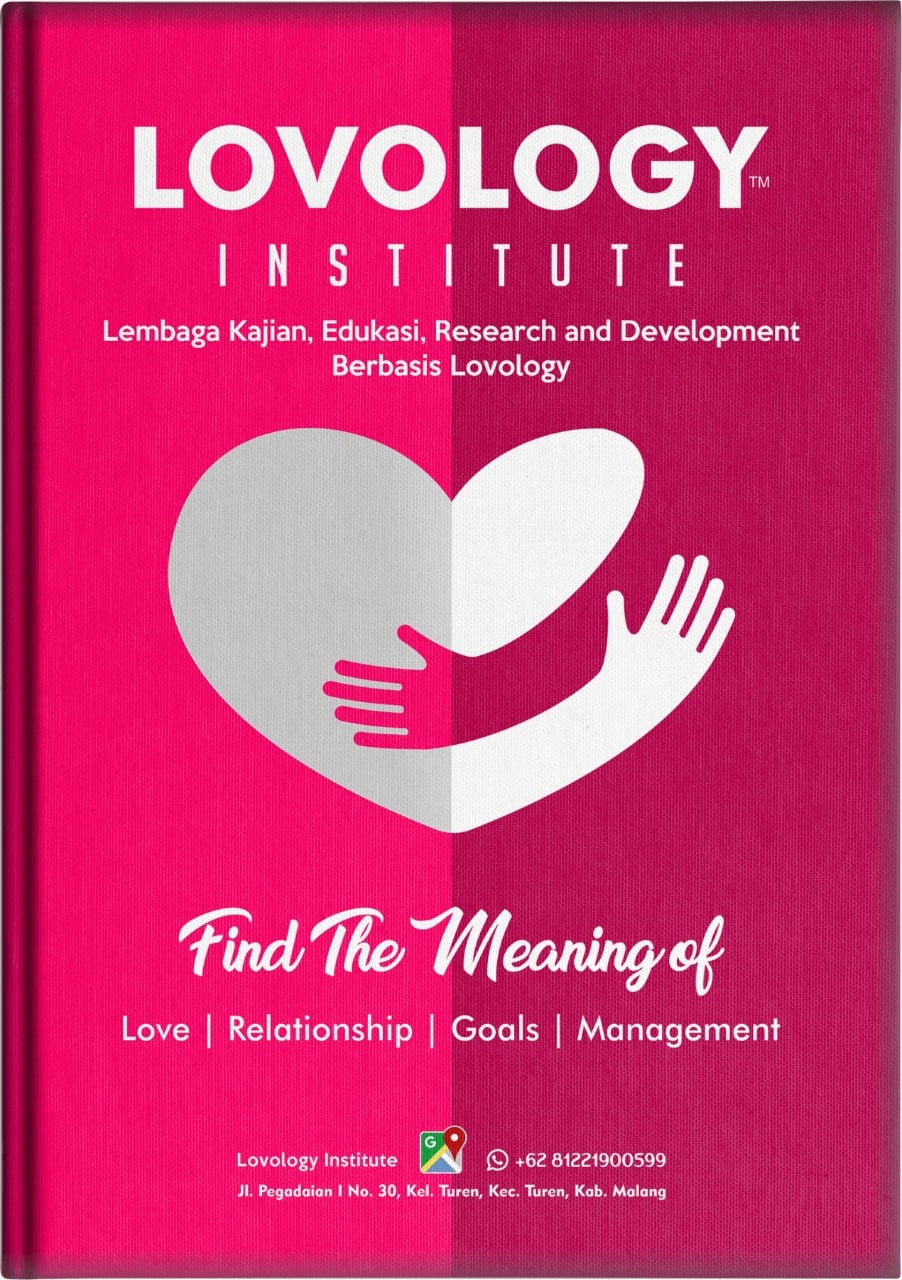 LOVOLOGY™
INSTITUTE
Lembaga Kajian, Edukasi, Research and Development
Berbasis Lovology
Find The Meaning of
Love | Relationship | Goals | Management
Lovology Institute G +62 81221900599
Jl. Pegadaian I No. 30, Kel. Turen, Kec. Turen, Kab. Malang